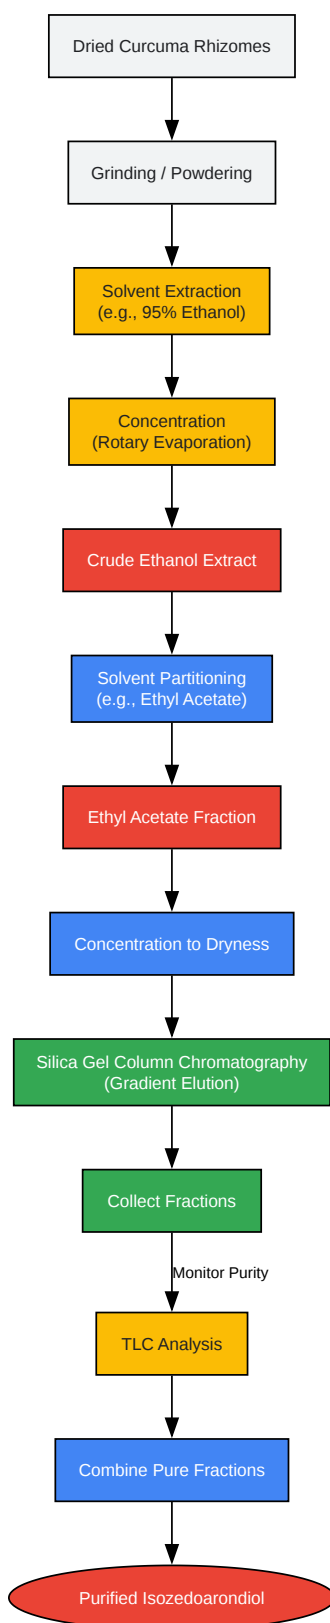 Dried Curcuma Rhizomes
Grinding / Powdering
Solvent Extraction
(e.g., 95% Ethanol)
Concentration
(Rotary Evaporation)
Crude Ethanol Extract
Solvent Partitioning
(e.g., Ethyl Acetate)
Ethyl Acetate Fraction
Concentration to Dryness
Silica Gel Column Chromatography
(Gradient Elution)
Collect Fractions
Monitor Purity
TLC Analysis
Combine Pure Fractions
Purified Isozedoarondiol